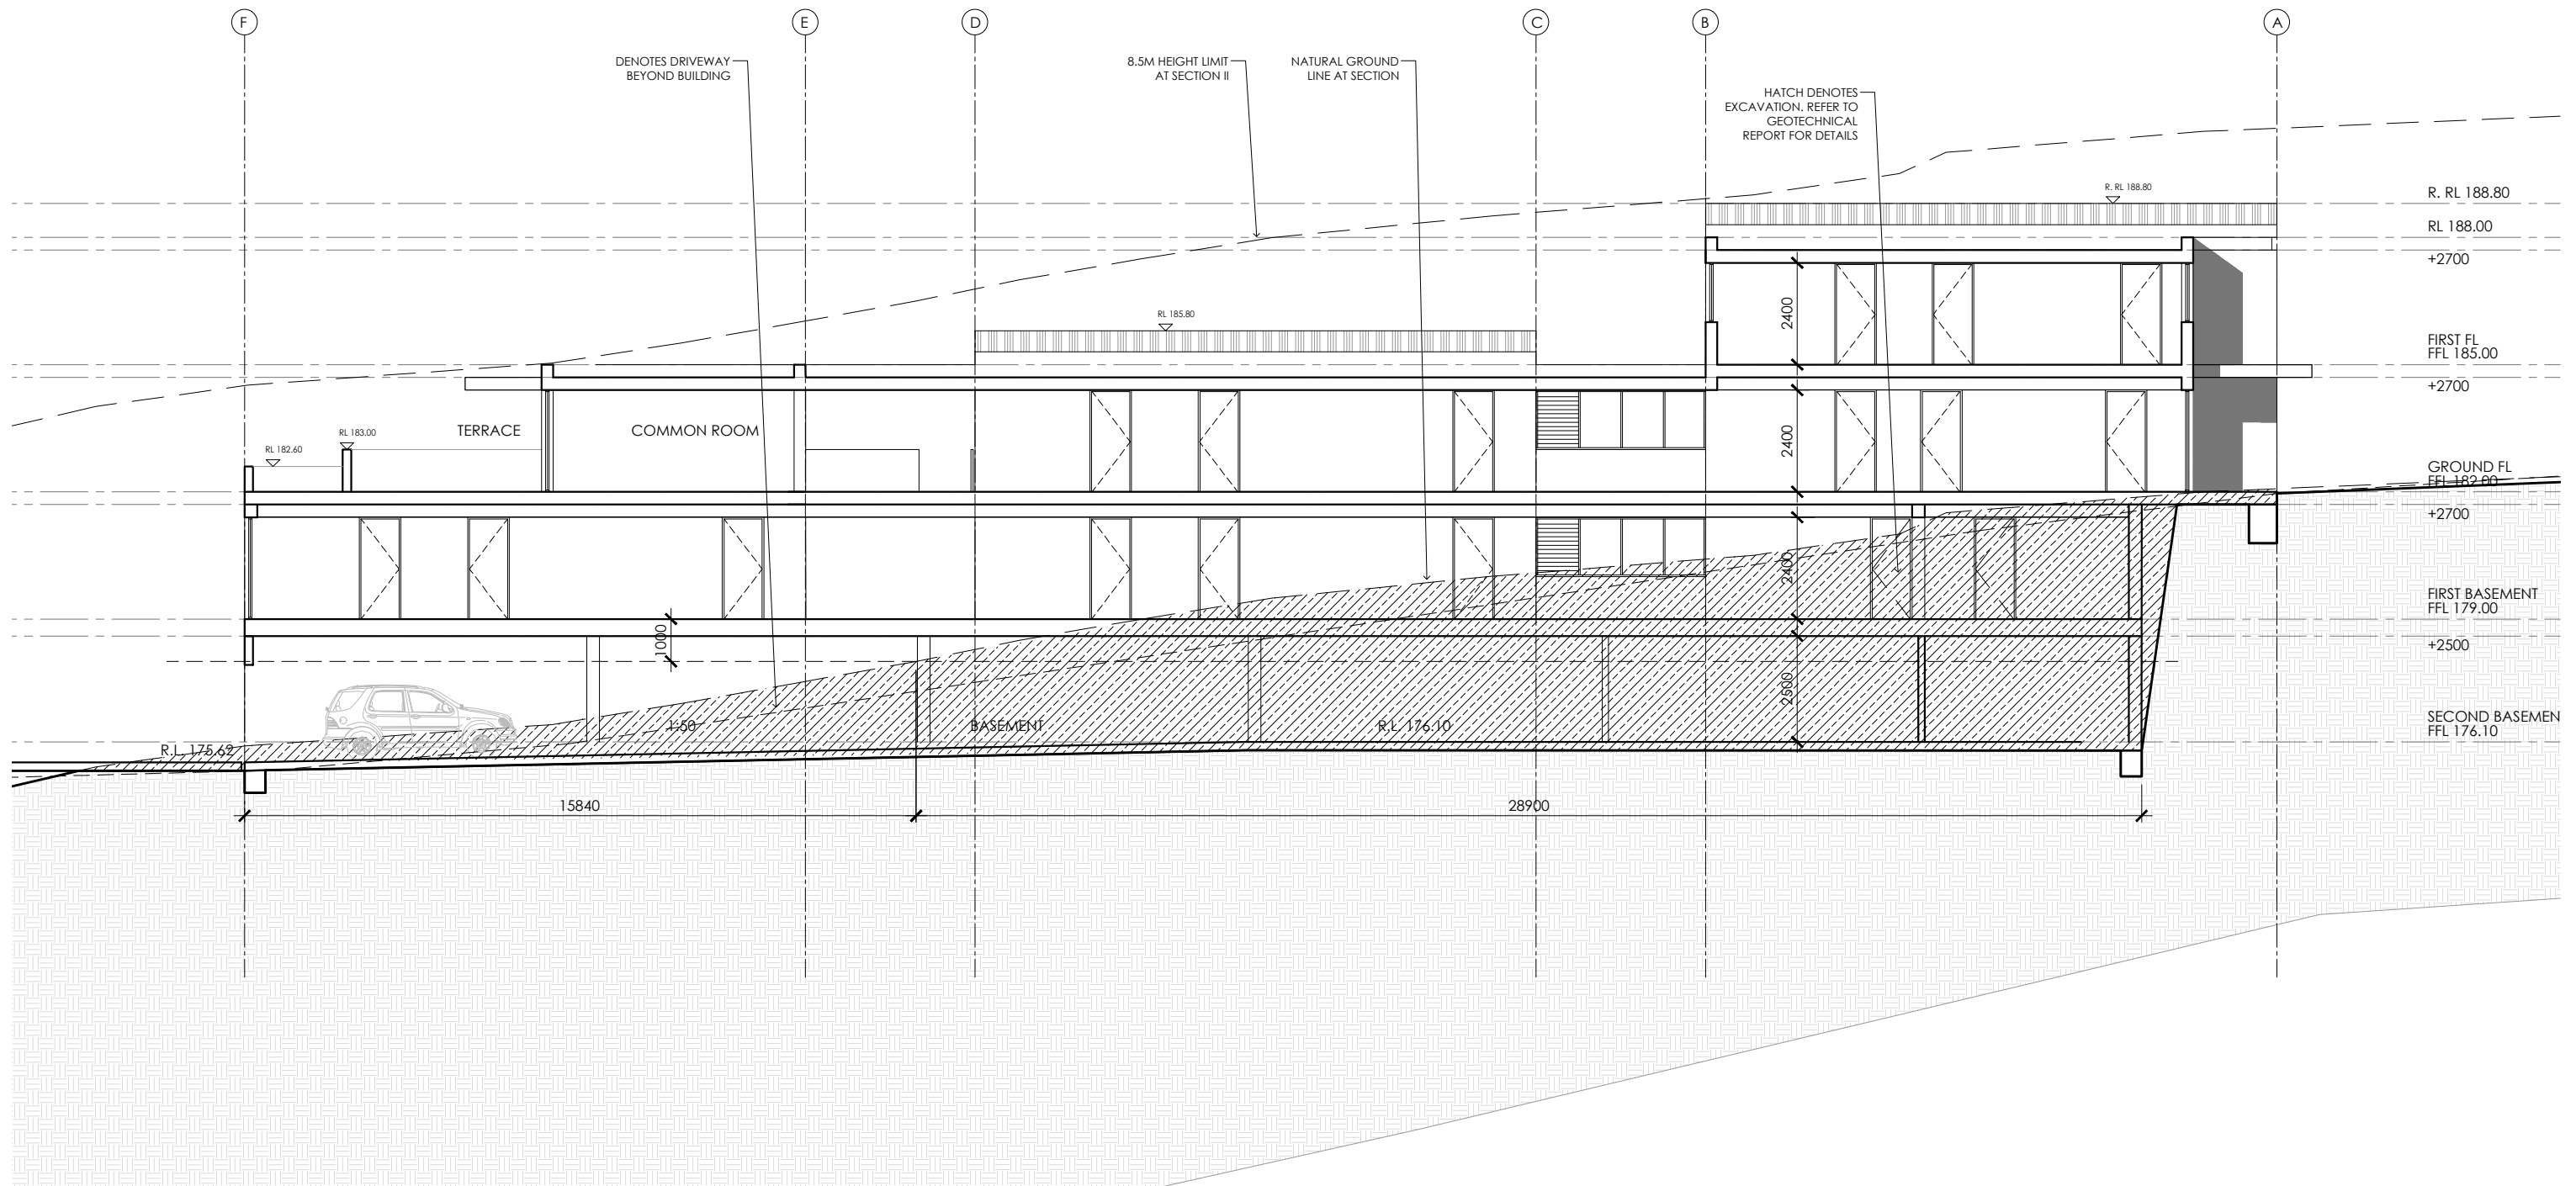 F
E
D
C
B
A
DENOTES DRIVEWAY
BEYOND BUILDING
8.5M HEIGHT LIMIT
AT SECTION II
NATURAL GROUND
LINE AT SECTION
HATCH DENOTES
EXCAVATION. REFER TO
GEOTECHNICAL
REPORT FOR DETAILS
R. RL 188.80
R. RL 188.80
RL 188.00
+2700
2400
RL 185.80
FIRST FL
FFL 185.00
+2700
RL 182.60
RL 183.00
TERRACE
COMMON ROOM
2400
GROUND FL
FFL 182.00
+2700
2400
FIRST BASEMENT
FFL 179.00
1000
+2500
2500
R.L. 175.62
1:50
BASEMENT
R.L. 176.10
SECOND BASEMEN
FFL 176.10
15840
28900